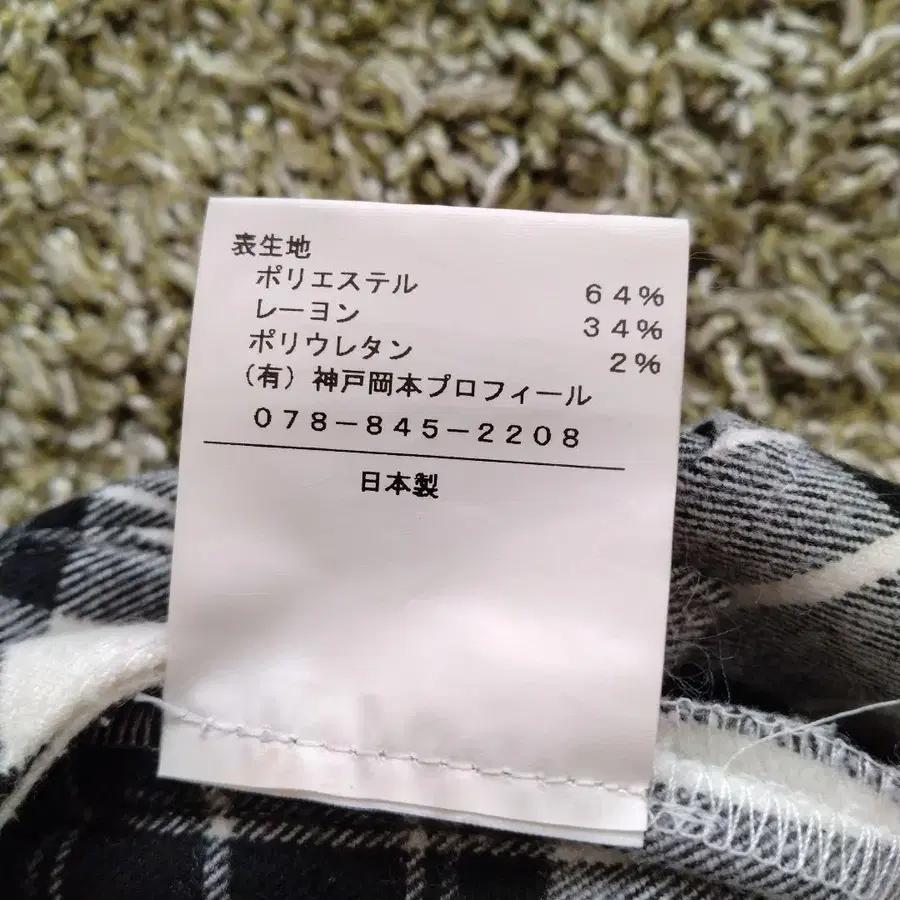 表生地
ポリエステル 64%
レーヨン 34%
ポリウレタン 2%
(有)神戸岡本プロフィール
078-845-2208
日本製